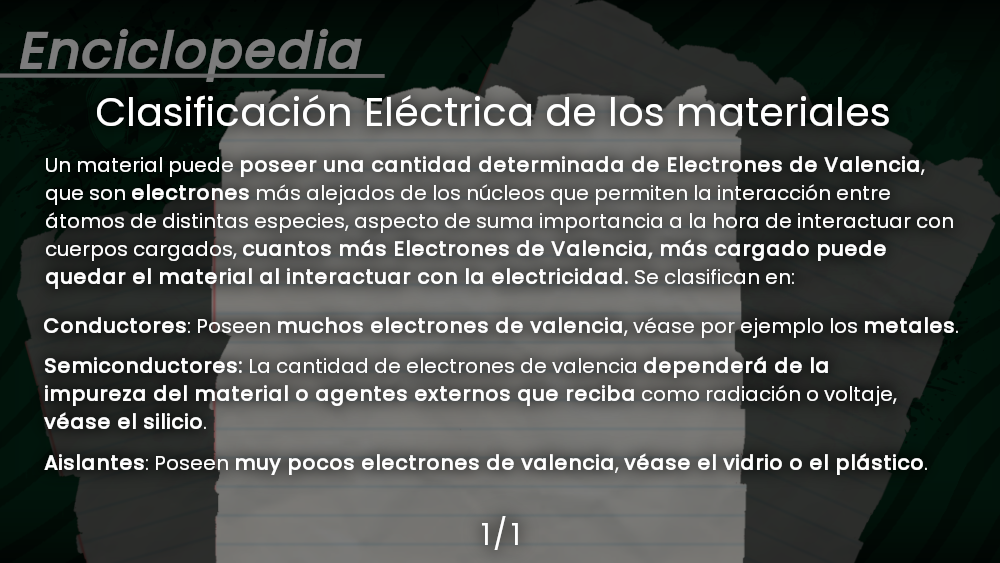 Enciclopedia
Clasificación Eléctrica de los materiales
Un material puede poseer una cantidad determinada de Electrones de Valencia,
que son electrones más alejados de los núcleos que permiten la interacción entre
átomos de distintas especies, aspecto de suma importancia a la hora de interactuar con
cuerpos cargados, cuantos más Electrones de Valencia, más cargado puede
quedar el material al interactuar con la electricidad. Se clasifican en:
Conductores: Poseen muchos electrones de valencia, véase por ejemplo los metales.
Semiconductores: La cantidad de electrones de valencia dependerá de la
impureza del material o agentes externos que reciba como radiación o voltaje,
véase el silicio.
Aislantes: Poseen muy pocos electrones de valencia, véase el vidrio o el plástico.
1/1